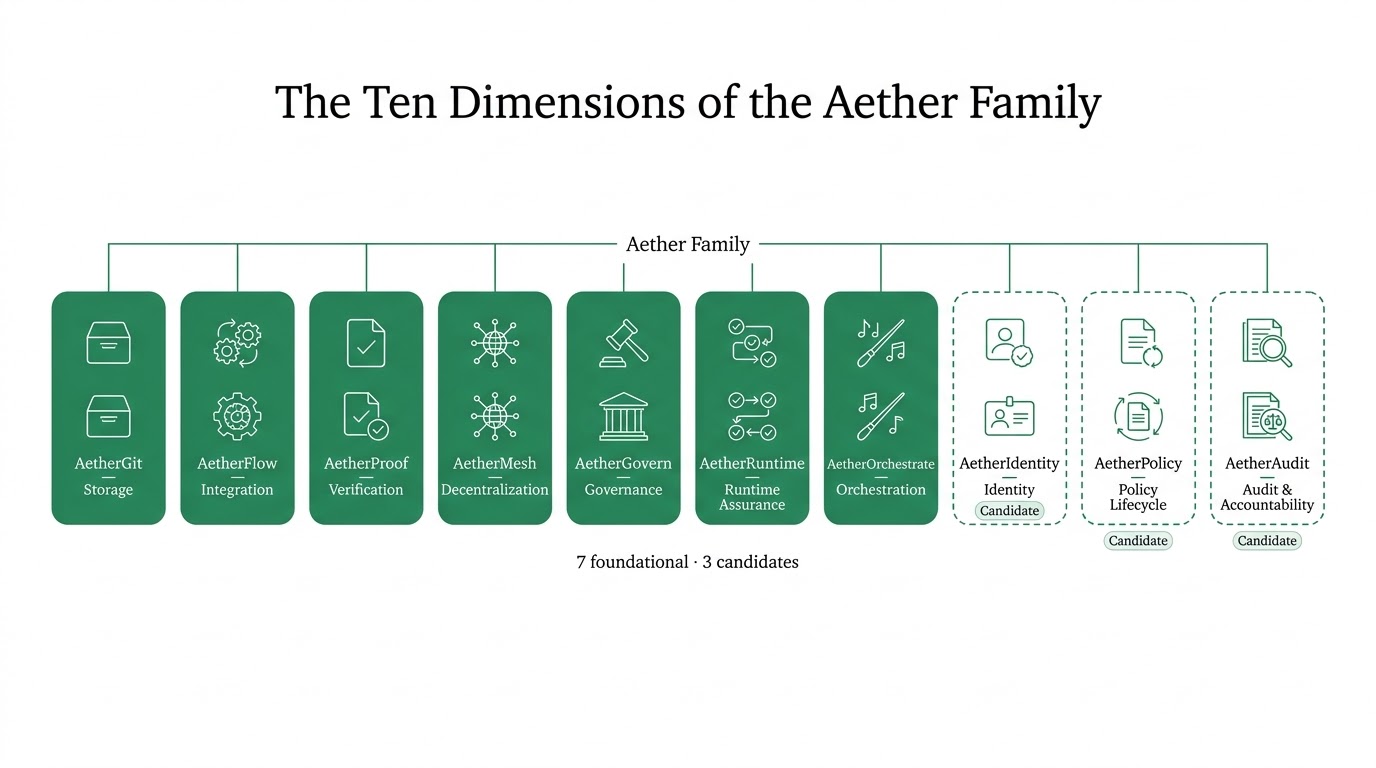 The Ten Dimensions of the Aether Family
Aether Family
AetherGit
Storage
AetherFlow
Integration
AetherProof
Verification
AetherMesh
Decentralization
AetherGovern
Governance
AetherRuntime
Runtime
Assurance
AetherOrchestrate
Orchestration
AetherIdentity
Identity
Candidate
AetherPolicy
Policy
Lifecycle
Candidate
AetherAudit
Audit &
Accountability
Candidate
7 foundational · 3 candidates